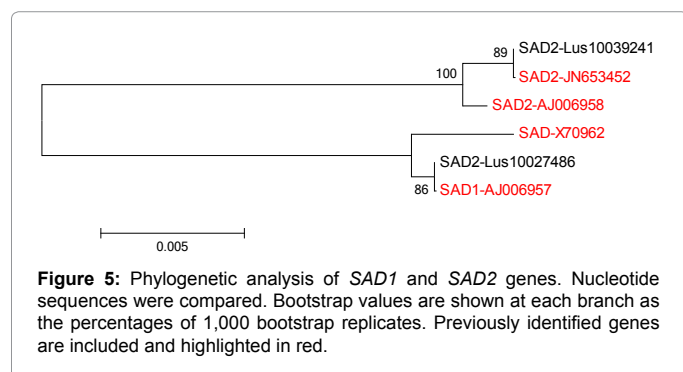 SAD2-Lus10039241
89
SAD2-JN653452
100
SAD2-AJ006958
SAD-X70962
SAD2-Lus10027486
86
SAD1-AJ006957
0.005
Figure 5: Phylogenetic analysis of SAD1 and SAD2 genes. Nucleotide
sequences were compared. Bootstrap values are shown at each branch as
the percentages of 1,000 bootstrap replicates. Previously identified genes
are included and highlighted in red.